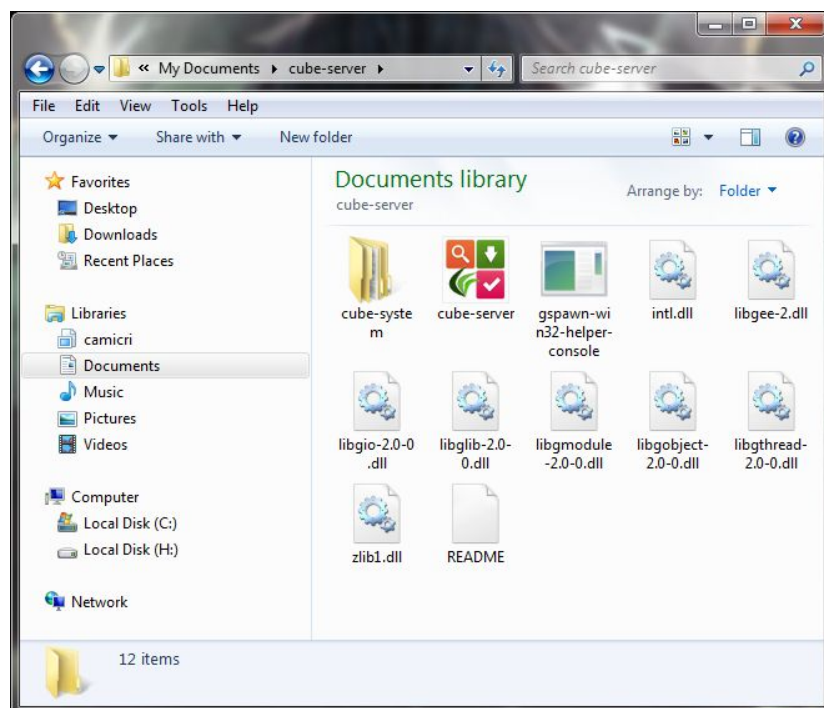 « My Documents ▸ cube-server ▸
Search cube-server
File Edit View Tools Help
Organize Share with New folder
Favorites
Desktop
Downloads
Recent Places
Libraries
camicri
Documents
Music
Pictures
Videos
Computer
Local Disk (C:)
Local Disk (H:)
Network
Documents library
cube-server
Arrange by: Folder
cube-syste
m
cube-server
gspawn-wi
n32-helper-
console
intl.dll
libgee-2.dll
libgio-2.0-0
.dll
libglib-2.0-
0.dll
libgmodule
-2.0-0.dll
libgobject-
2.0-0.dll
libgthread-
2.0-0.dll
zlib1.dll
README
12 items